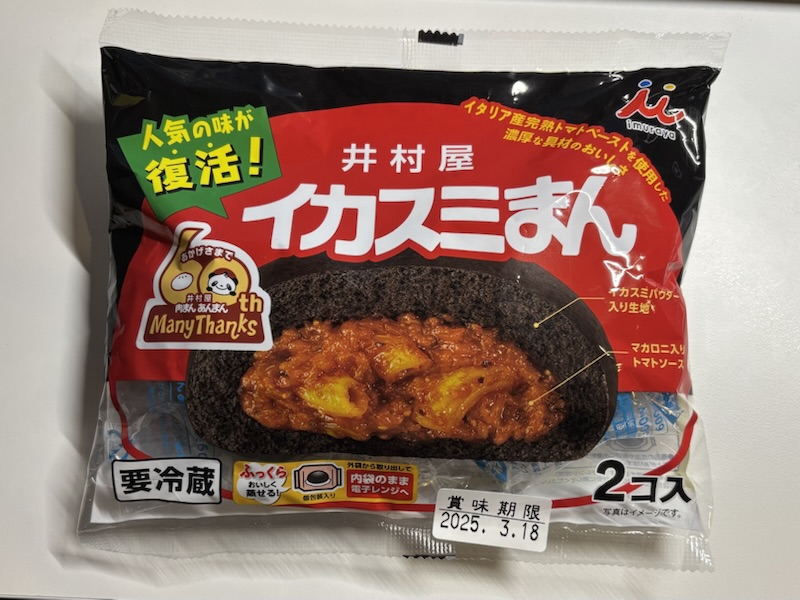 人気の味が
復活!
イタリア産完熟トマトペーストを使用した
濃厚な具材のおいしさ
imuraya
井村屋
イカスミまん
おかげさまで
60th
井村屋
肉まん あんまん
ManyThanks
イカスミパウダー
入り生地
マカロニ入り
トマトソース
要冷蔵
ふっくら
おいしく
蒸せる!
個包装入り
外袋から取り出して
内袋のまま
電子レンジへ
2コ入
写真はイメージです。
賞味期限
2025. 3.18